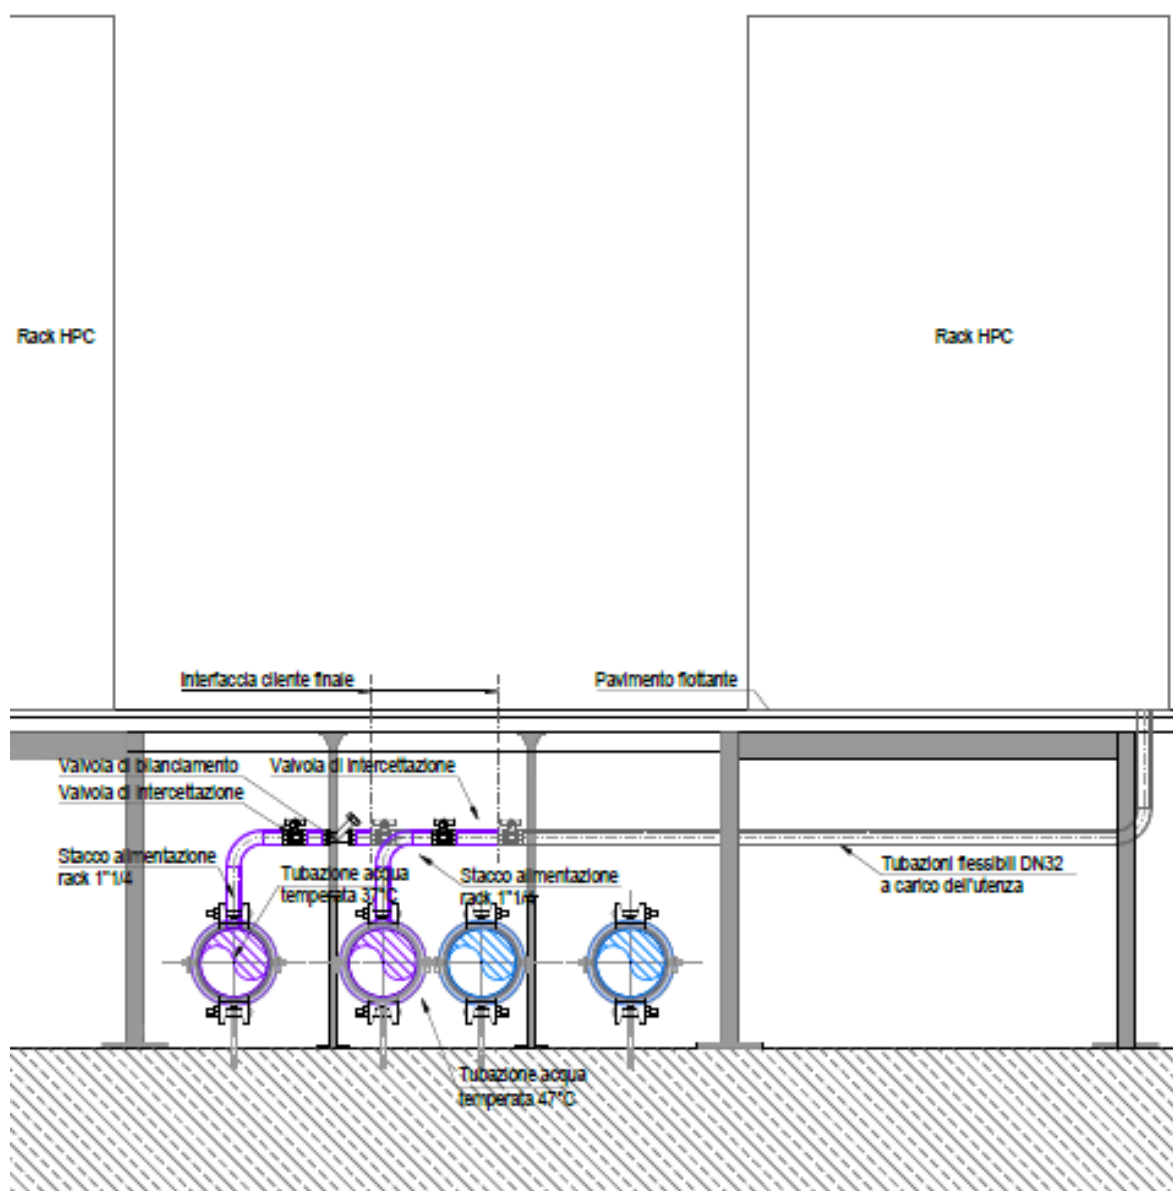 Rack HPC
Rack HPC
Interfaccia cliente finale
Pavimento flottante
Valvola di bilanciamento
Valvola di intercettazione
Valvola di intercettazione
Stacco alimentazione
rack 1"1/4
Tubazione acqua
temperata 37°C
Stacco alimentazione
rack 1"1/4
Tubazioni flessibili DN32
a carico dell'utenza
Tubazione acqua
temperata 47°C